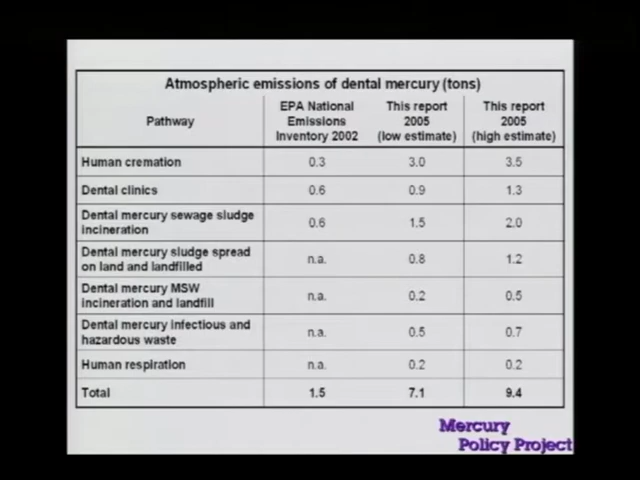 Atmospheric emissions of dental mercury (tons)
Pathway
EPA National
Emissions
Inventory 2002
This report
2005
(low estimate)
This report
2005
(high estimate)
Human cremation 0.3 3.0 3.5
Dental clinics 0.6 0.9 1.3
Dental mercury sewage sludge
incineration 0.6 1.5 2.0
Dental mercury sludge spread
on land and landfilled n.a. 0.8 1.2
Dental mercury MSW
incineration and landfill n.a. 0.2 0.5
Dental mercury infectious and
hazardous waste n.a. 0.5 0.7
Human respiration n.a. 0.2 0.2
Total 1.5 7.1 9.4
Mercury
Policy Project